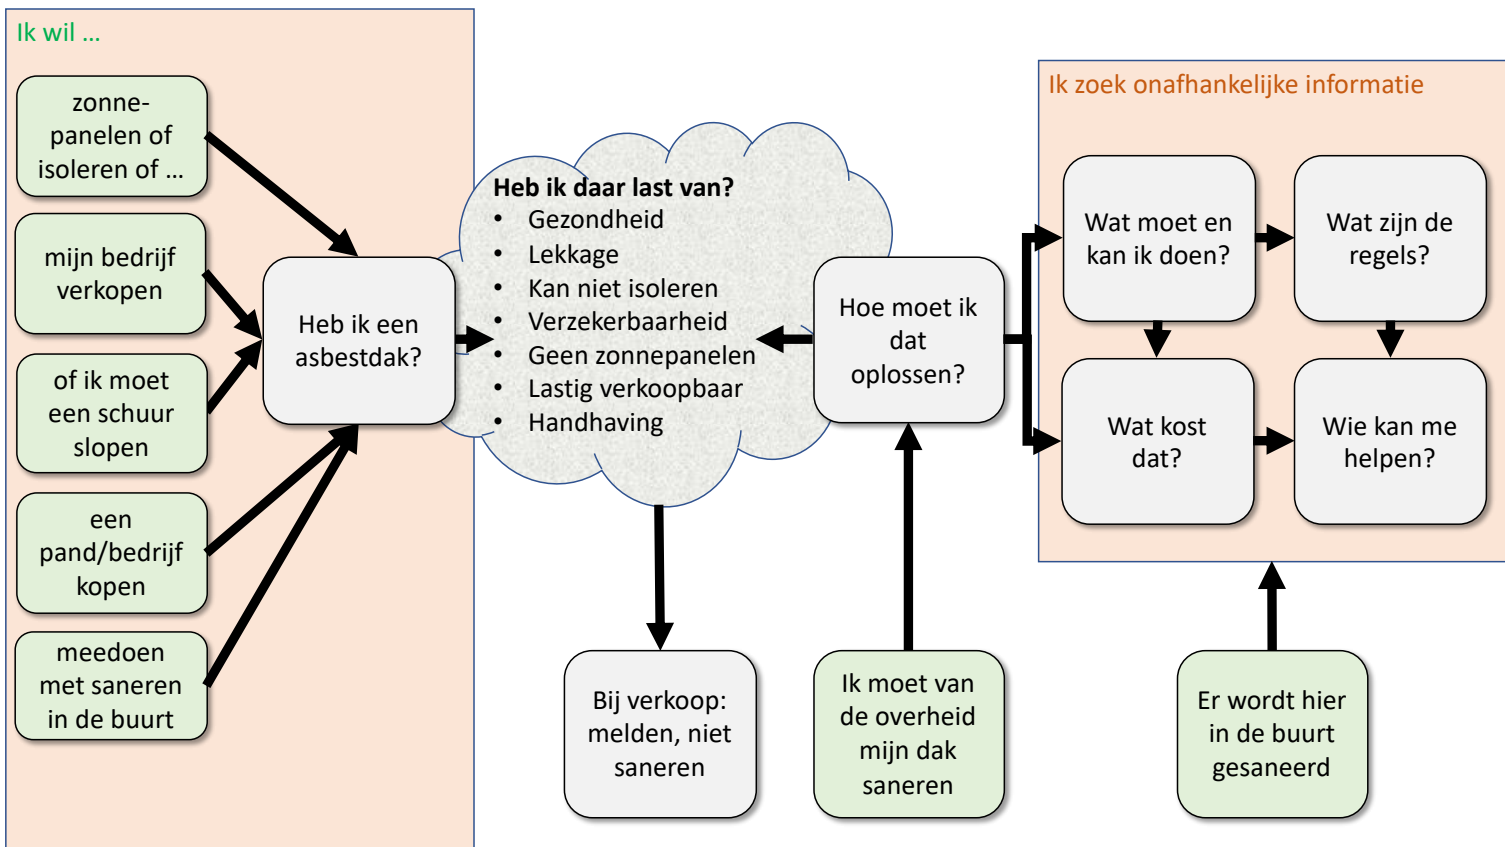 Ik wil ...
zonne-
panelen of
isoleren of ...
mijn bedrijf
verkopen
of ik moet
een schuur
slopen
een
pand/bedrijf
kopen
meedoen
met saneren
in de buurt
Heb ik een
asbestdak?
Heb ik daar last van?
• Gezondheid
• Lekkage
• Kan niet isoleren
• Verzekerbaarheid
• Geen zonnepanelen
• Lastig verkoopbaar
• Handhaving
Bij verkoop:
melden, niet
saneren
Hoe moet ik
dat
oplossen?
Ik moet van
de overheid
mijn dak
saneren
Ik zoek onafhankelijke informatie
Wat moet en
kan ik doen?
Wat zijn de
regels?
Wat kost
dat?
Wie kan me
helpen?
Er wordt hier
in de buurt
gesaneerd